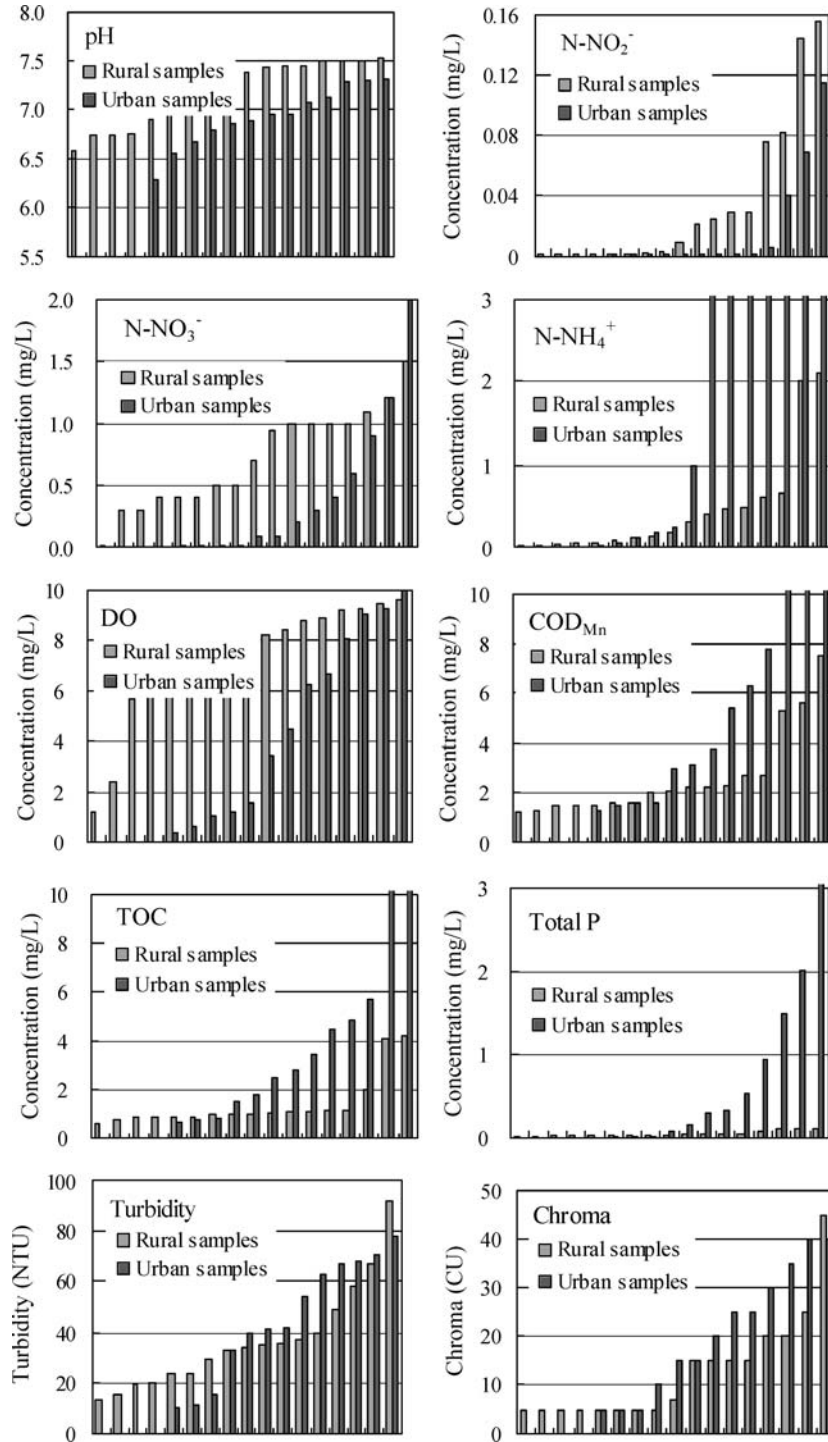 pH
Rural samples
Urban samples
8.0
7.5
7.0
6.5
6.0
5.5
N-NO₂⁻
Rural samples
Urban samples
Concentration (mg/L)
0.16
0.12
0.08
0.04
0
N-NO₃⁻
Rural samples
Urban samples
Concentration (mg/L)
2.0
1.5
1.0
0.5
0.0
N-NH₄⁺
Rural samples
Urban samples
Concentration (mg/L)
3
2
1
0
DO
Rural samples
Urban samples
Concentration (mg/L)
10
8
6
4
2
0
COD_Mn
Rural samples
Urban samples
Concentration (mg/L)
10
8
6
4
2
0
TOC
Rural samples
Urban samples
Concentration (mg/L)
10
8
6
4
2
0
Total P
Rural samples
Urban samples
Concentration (mg/L)
3
2
1
0
Turbidity
Rural samples
Urban samples
Turbidity (NTU)
100
80
60
40
20
0
Chroma
Rural samples
Urban samples
Chroma (CU)
50
40
30
20
10
0